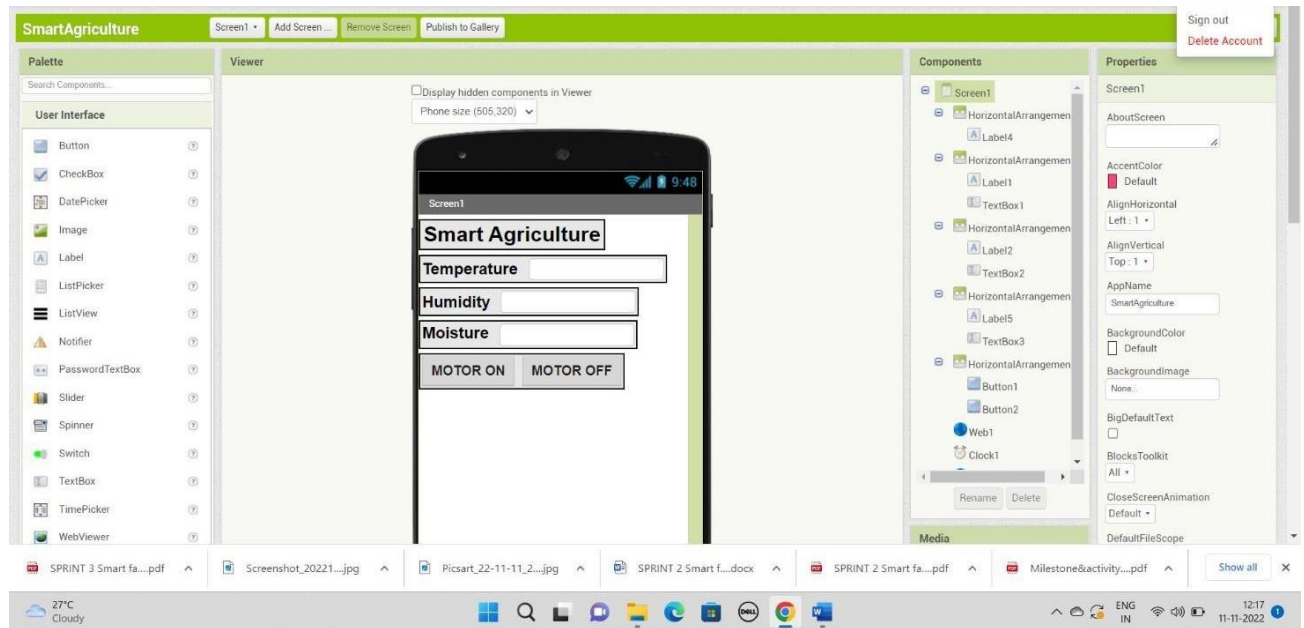 SmartAgriculture
Screen1
Add Screen ...
Remove Screen
Publish to Gallery
Sign out
Delete Account
Palette
Search Components...
User Interface
Button
CheckBox
DatePicker
Image
Label
ListPicker
ListView
Notifier
PasswordTextBox
Slider
Spinner
Switch
TextBox
TimePicker
WebViewer
Viewer
Display hidden components in Viewer
Phone size (505,320)
9:48
Screen1
Smart Agriculture
Temperature
Humidity
Moisture
MOTOR ON MOTOR OFF
Components
Screen1
HorizontalArrangemen
Label4
HorizontalArrangemen
Label1
TextBox1
HorizontalArrangemen
Label2
TextBox2
HorizontalArrangemen
Label5
TextBox3
HorizontalArrangemen
Button1
Button2
Web1
Clock1
Rename Delete
Media
Properties
Screen1
AboutScreen
AccentColor
Default
AlignHorizontal
Left : 1
AlignVertical
Top : 1
AppName
SmartAgriculture
BackgroundColor
Default
BackgroundImage
None...
BigDefaultText
BlocksToolkit
All
CloseScreenAnimation
Default
DefaultFileScope
SPRINT 3 Smart fa....pdf
Screenshot_20221....jpg
Picsart_22-11-11_2....jpg
SPRINT 2 Smart f....docx
SPRINT 2 Smart fa....pdf
Milestone&activity....pdf
Show all
27°C
Cloudy
DELL
ENG
IN
12:17
11-11-2022
1